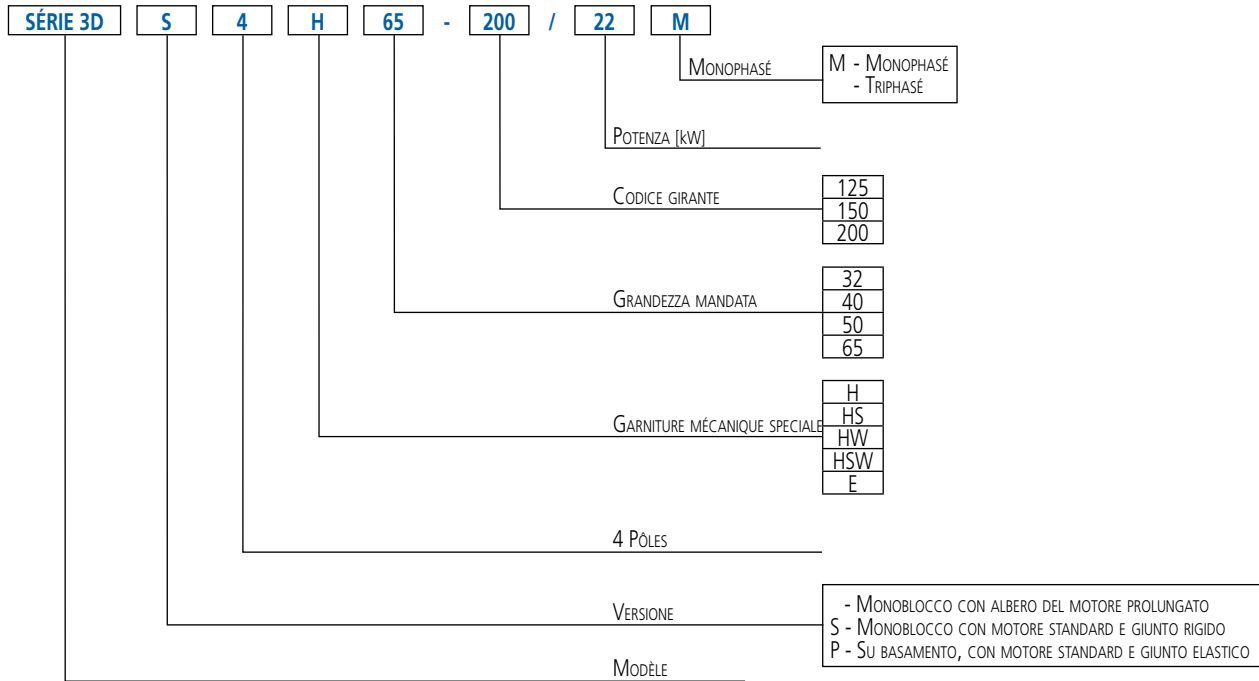 SÉRIE 3D S 4 H 65 - 200 / 22 M
Monophasé
M - Monophasé
- Triphasé
Potenza [kW]
Codice girante
125
150
200
Grandezza mandata
32
40
50
65
Garniture mécanique speciale
H
HS
HW
HSW
E
4 Pôles
Versione
- Monoblocco con albero del motore prolungato
S - Monoblocco con motore standard e giunto rigido
P - Su basamento, con motore standard e giunto elastico
Modèle